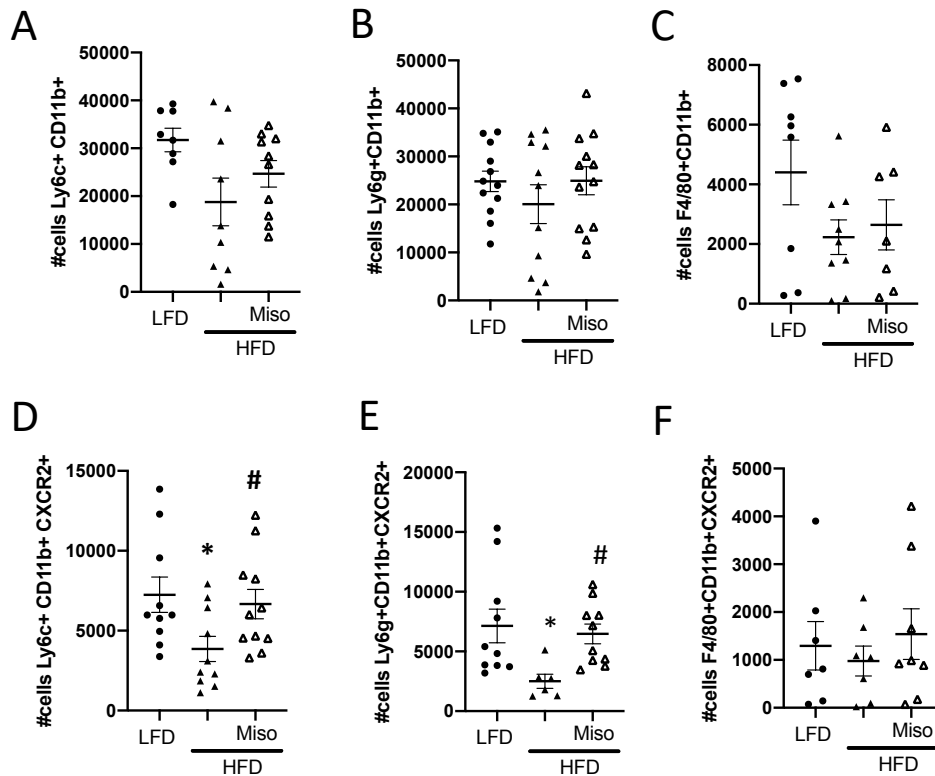 A
#cells Ly6c+ CD11b+
50000
40000
30000
20000
10000
0
LFD
Miso
HFD
B
#cells Ly6g+CD11b+
50000
40000
30000
20000
10000
0
LFD
Miso
HFD
C
#cells F4/80+CD11b+
8000
6000
4000
2000
0
LFD
Miso
HFD
D
#cells Ly6c+ CD11b+ CXCR2+
15000
10000
5000
0
*
#
LFD
Miso
HFD
E
#cells Ly6g+CD11b+CXCR2+
20000
15000
10000
5000
0
*
#
LFD
Miso
HFD
F
#cells F4/80+CD11b+CXCR2+
5000
4000
3000
2000
1000
0
LFD
Miso
HFD